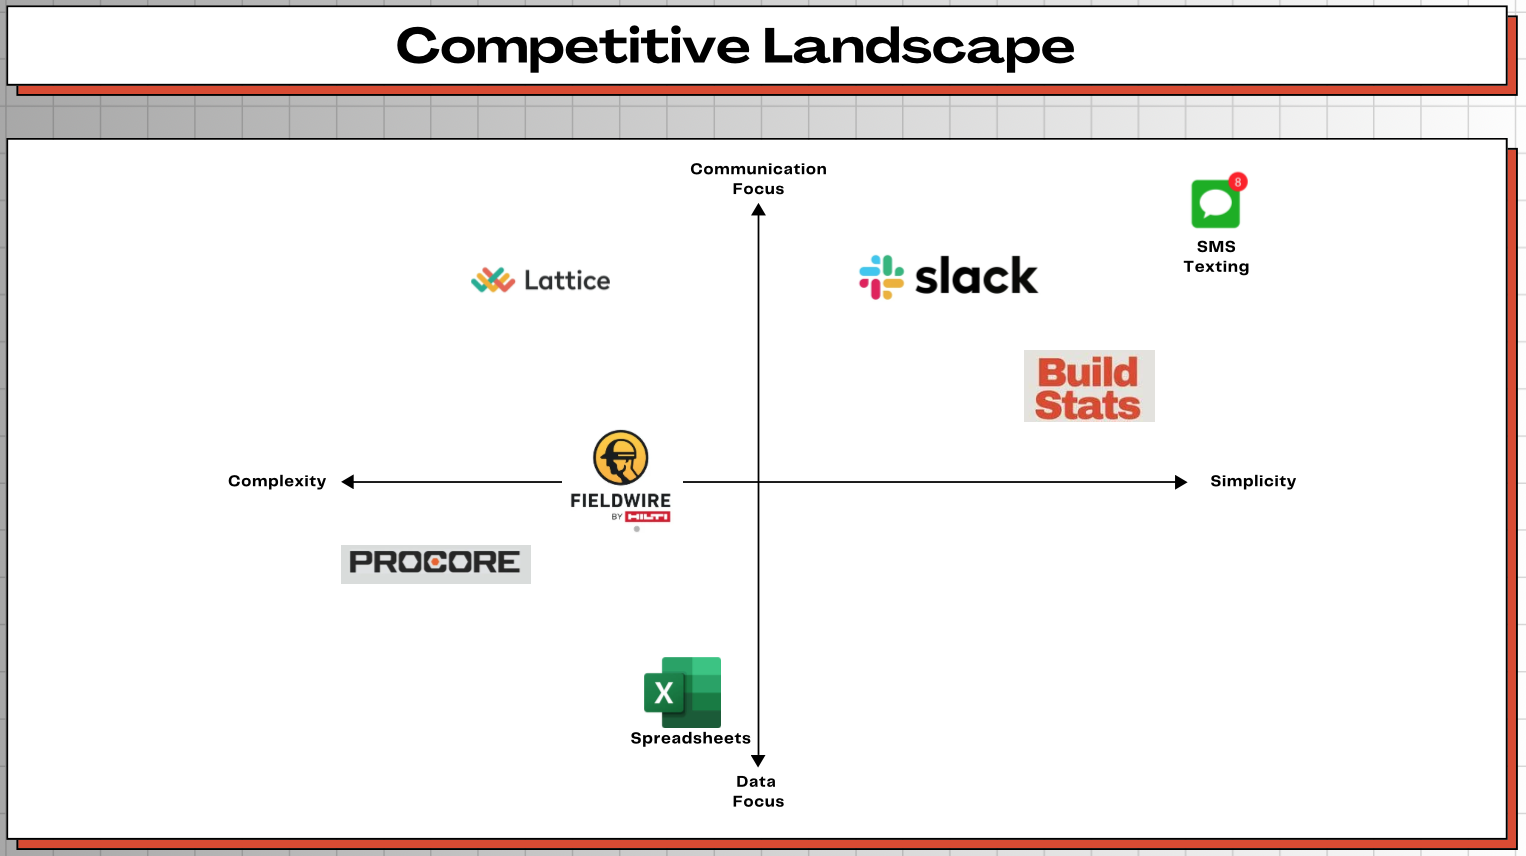 Competitive Landscape
Communication
Focus
8
SMS
Texting
Lattice
slack
Build
Stats
Complexity
FIELDWIRE
BY HILTI
Simplicity
PROCORE
X
Spreadsheets
Data
Focus